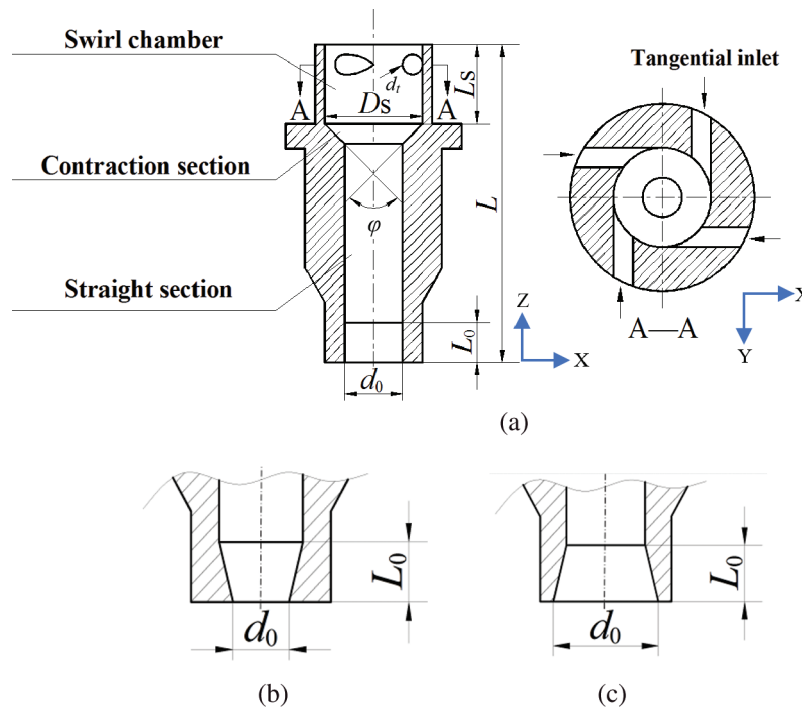 Swirl chamber
Contraction section
Straight section
A
A
dt
Ds
Ls
L
φ
L0
d0
Z
X
Tangential inlet
A—A
X
Y
(a)
L0
d0
(b)
L0
d0
(c)